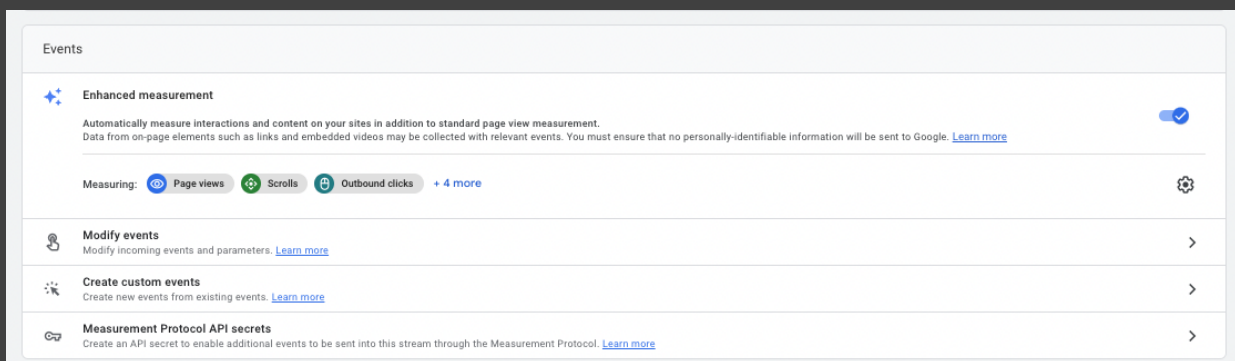 Events
Enhanced measurement
Automatically measure interactions and content on your sites in addition to standard page view measurement.
Data from on-page elements such as links and embedded videos may be collected with relevant events. You must ensure that no personally-identifiable information will be sent to Google. Learn more
Measuring: Page views Scrolls Outbound clicks + 4 more
Modify events
Modify incoming events and parameters. Learn more
Create custom events
Create new events from existing events. Learn more
Measurement Protocol API secrets
Create an API secret to enable additional events to be sent into this stream through the Measurement Protocol. Learn more